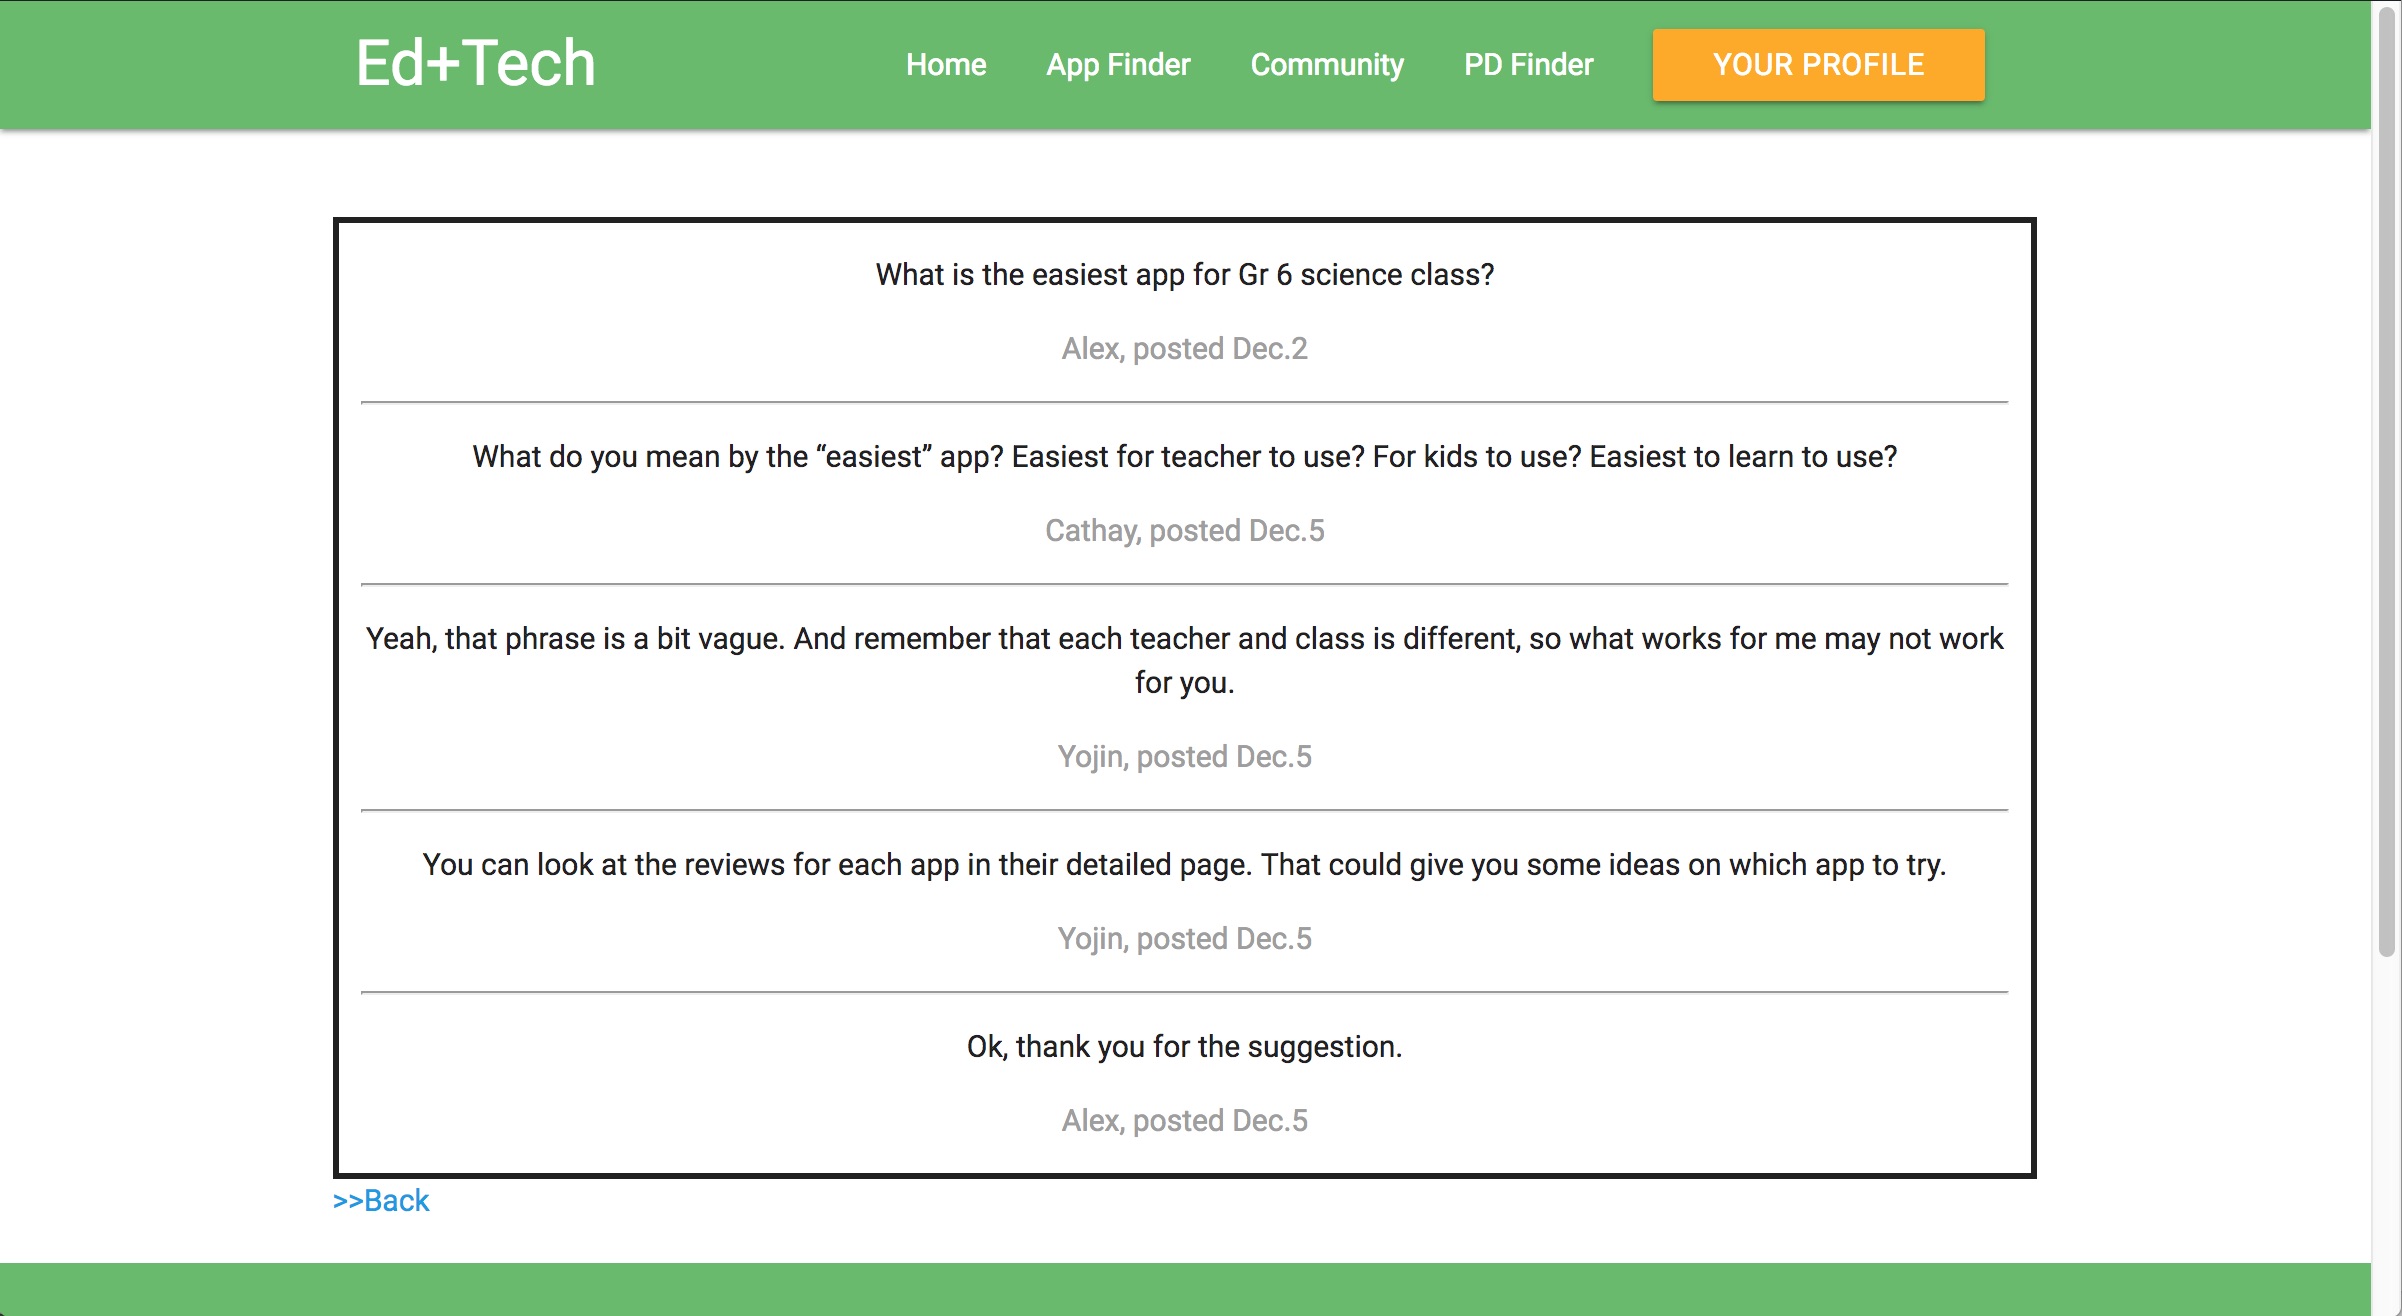 Ed+Tech
Home
App Finder
Community
PD Finder
YOUR PROFILE
What is the easiest app for Gr 6 science class?
Alex, posted Dec.2
What do you mean by the “easiest” app? Easiest for teacher to use? For kids to use? Easiest to learn to use?
Cathay, posted Dec.5
Yeah, that phrase is a bit vague. And remember that each teacher and class is different, so what works for me may not work
for you.
Yojin, posted Dec.5
You can look at the reviews for each app in their detailed page. That could give you some ideas on which app to try.
Yojin, posted Dec.5
Ok, thank you for the suggestion.
Alex, posted Dec.5
>>Back